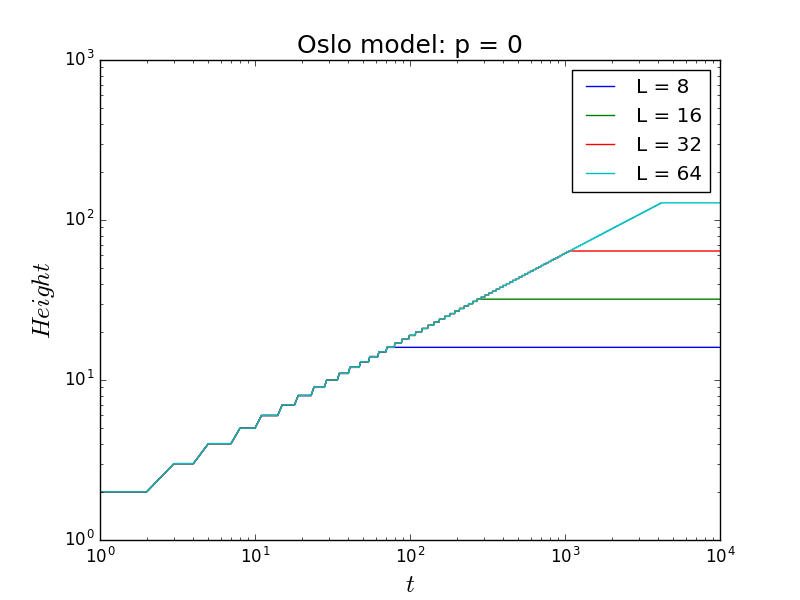 Oslo model: p = 0
L = 8
L = 16
L = 32
L = 64
10^3
10^2
10^1
10^0
Height
10^0 10^1 10^2 10^3 10^4
t